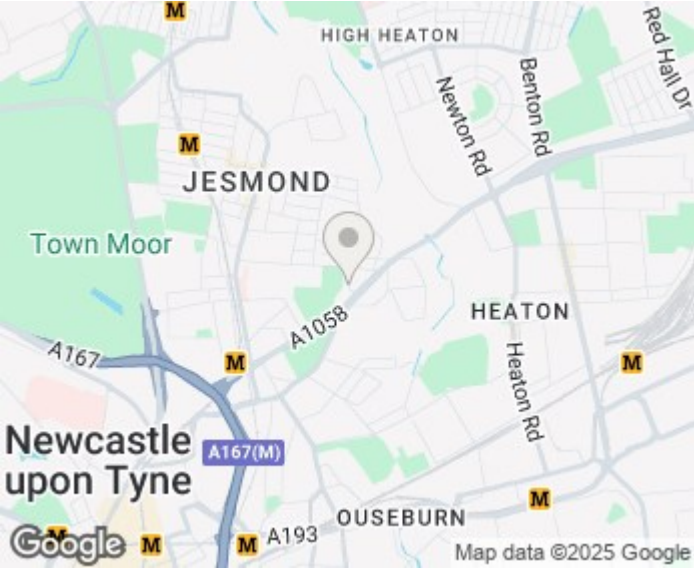 M
HIGH HEATON
Red Hall Dr
Benton Rd
Newton Rd
M
JESMOND
Town Moor
A1058
HEATON
A167
M
Heaton Rd
M
Newcastle
upon Tyne
A167(M)
M
OUSEBURN
A193
M
M
M
Google
Map data ©2025 Google